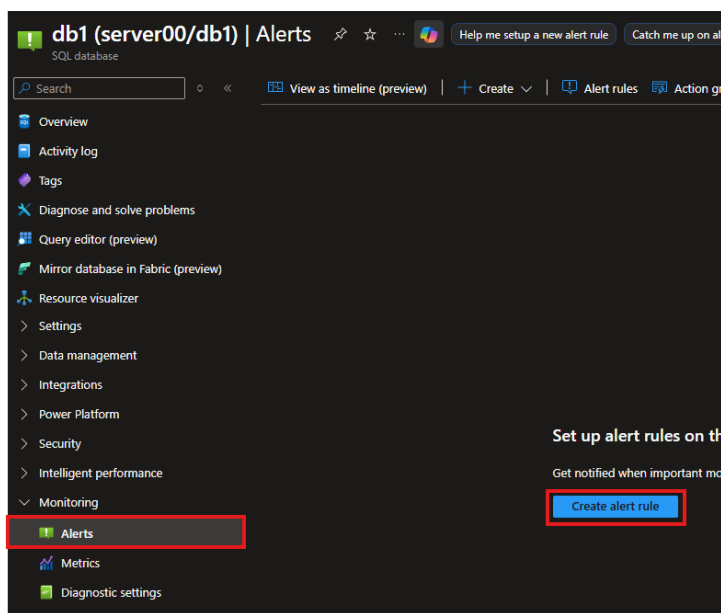 db1 (server00/db1) | Alerts
Help me setup a new alert rule
Catch me up on al
SQL database
Search
View as timeline (preview)
Create
Alert rules
Action gr
Overview
Activity log
Tags
Diagnose and solve problems
Query editor (preview)
Mirror database in Fabric (preview)
Resource visualizer
Settings
Data management
Integrations
Power Platform
Security
Intelligent performance
Monitoring
Alerts
Metrics
Diagnostic settings
Set up alert rules on th
Get notified when important mo
Create alert rule